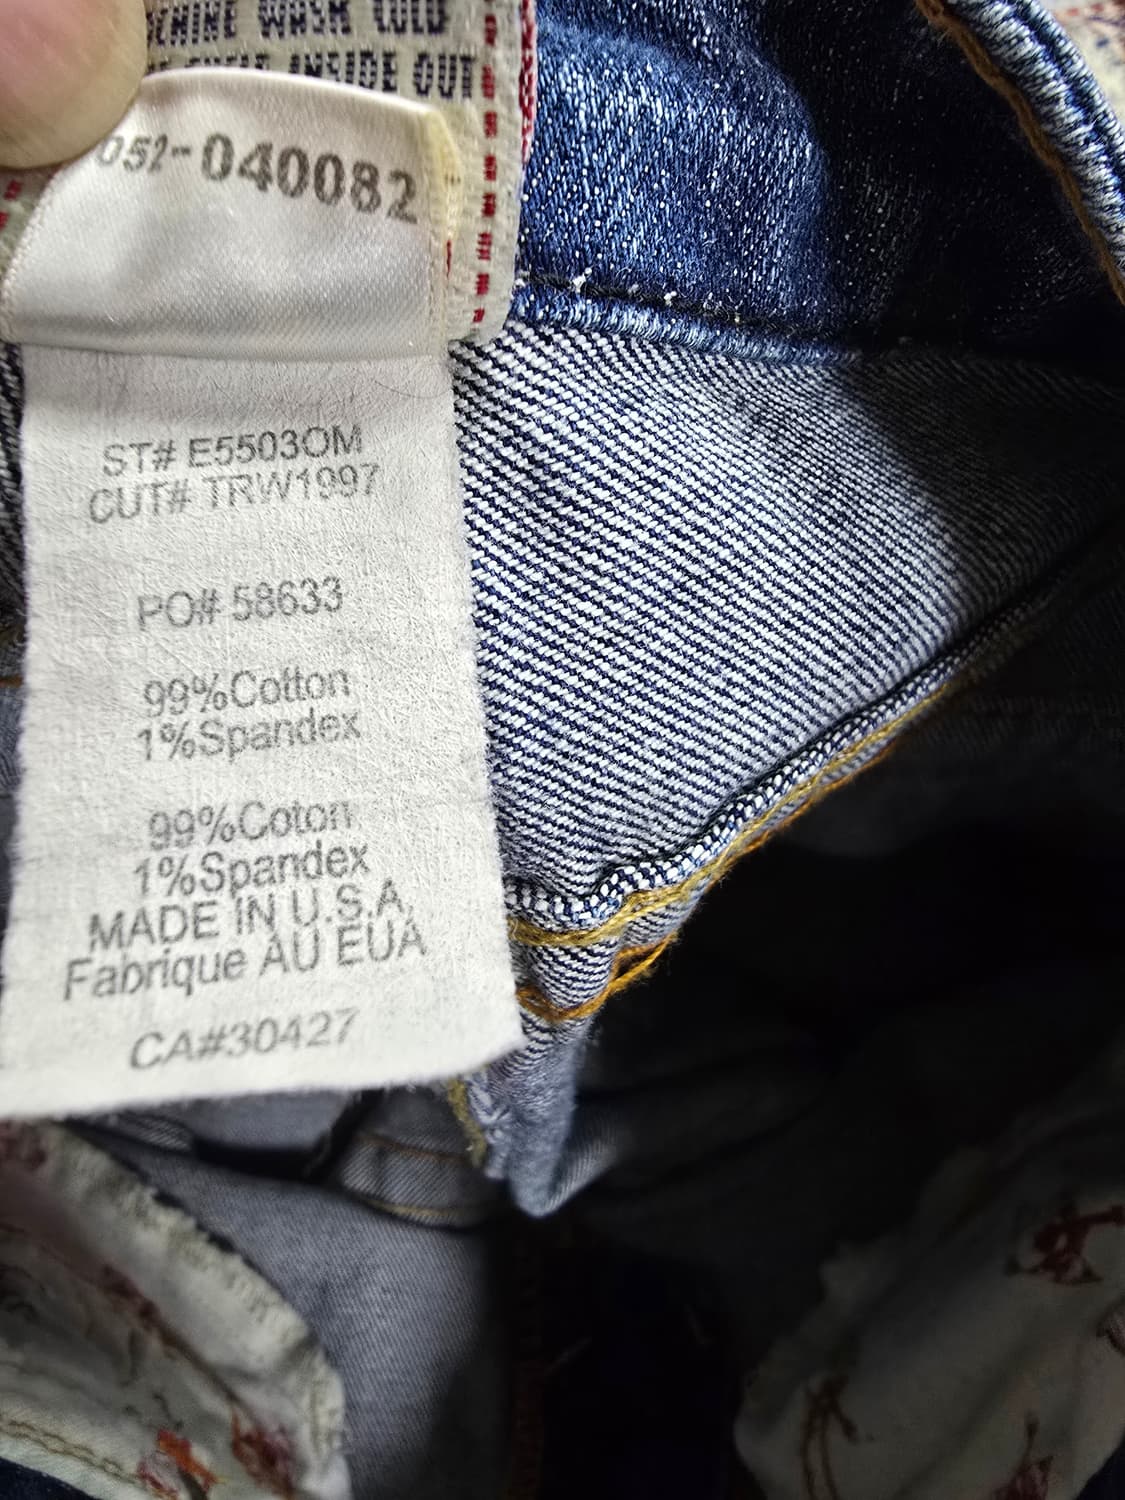 WASH COLD
INSIDE OUT
052-040082
ST# E5503OM
CUT# TRW1997
PO# 58633
99%Cotton
1%Spandex
99%Coton
1%Spandex
MADE IN U.S.A.
Fabrique AU EUA
CA#30427